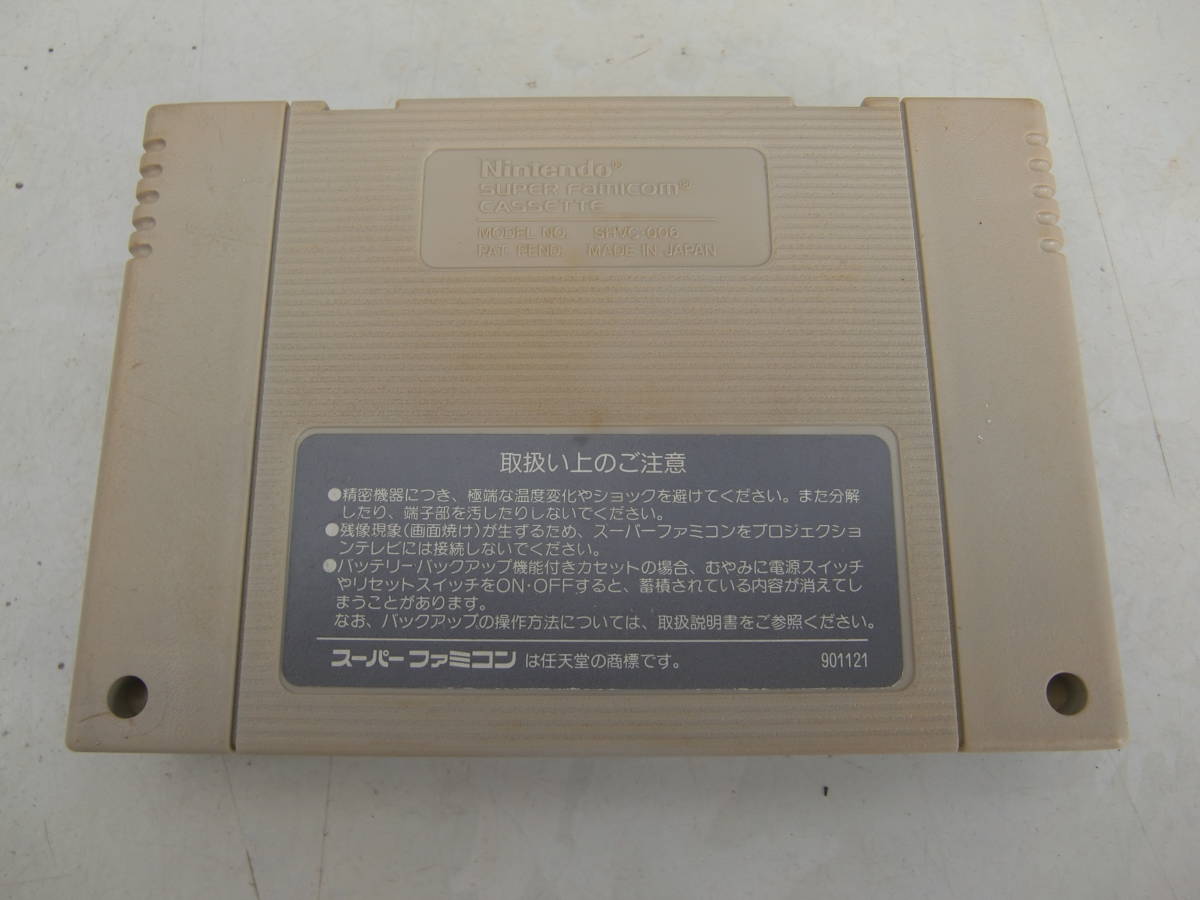 Nintendo®
SUPER FAMICOM®
CASSETTE
MODEL NO. SHVC-006
PAT. PEND. MADE IN JAPAN
取扱い上のご注意
●精密機器につき、極端な温度変化やショックを避けてください。また分解
したり、端子部を汚したりしないでください。
●残像現象(画面焼け)が生ずるため、スーパーファミコンをプロジェクショ
ンテレビには接続しないでください。
●バッテリー・バックアップ機能付きカセットの場合、むやみに電源スイッチ
やリセットスイッチをON・OFFすると、蓄積されている内容が消えてし
まうことがあります。
なお、バックアップの操作方法については、取扱説明書をご参照ください。
スーパーファミコン は任天堂の商標です。 901121